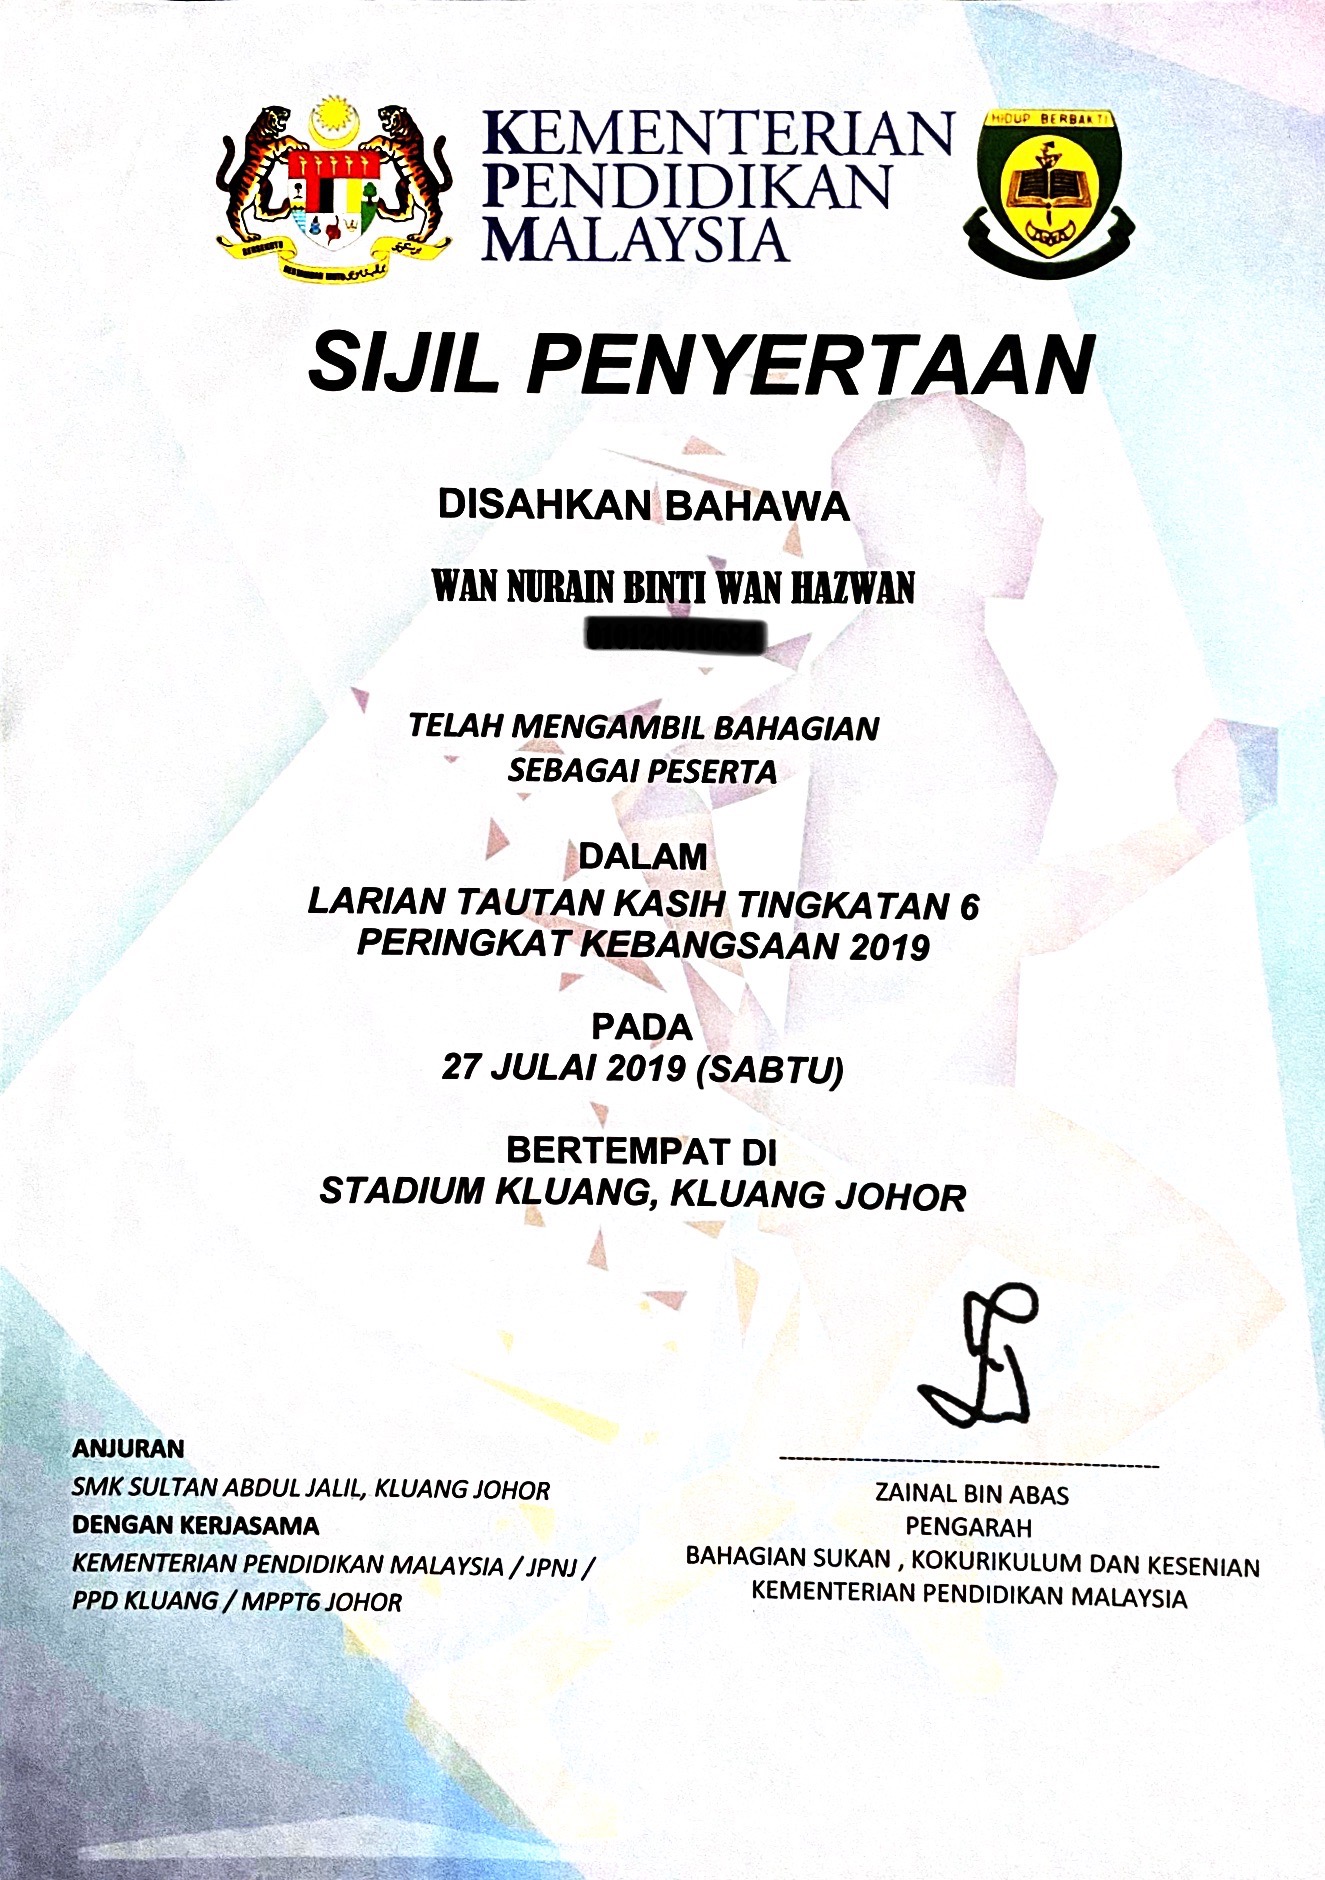 KEMENTERIAN
PENDIDIKAN
MALAYSIA
HIDUP BERBAKTI
SIJIL PENYERTAAN
DISAHKAN BAHAWA
WAN NURAIN BINTI WAN HAZWAN
TELAH MENGAMBIL BAHAGIAN
SEBAGAI PESERTA
DALAM
LARIAN TAUTAN KASIH TINGKATAN 6
PERINGKAT KEBANGSAAN 2019
PADA
27 JULAI 2019 (SABTU)
BERTEMPAT DI
STADIUM KLUANG, KLUANG JOHOR
ANJURAN
SMK SULTAN ABDUL JALIL, KLUANG JOHOR
DENGAN KERJASAMA
KEMENTERIAN PENDIDIKAN MALAYSIA / JPNJ /
PPD KLUANG / MPPT6 JOHOR
ZAINAL BIN ABAS
PENGARAH
BAHAGIAN SUKAN , KOKURIKULUM DAN KESENIAN
KEMENTERIAN PENDIDIKAN MALAYSIA